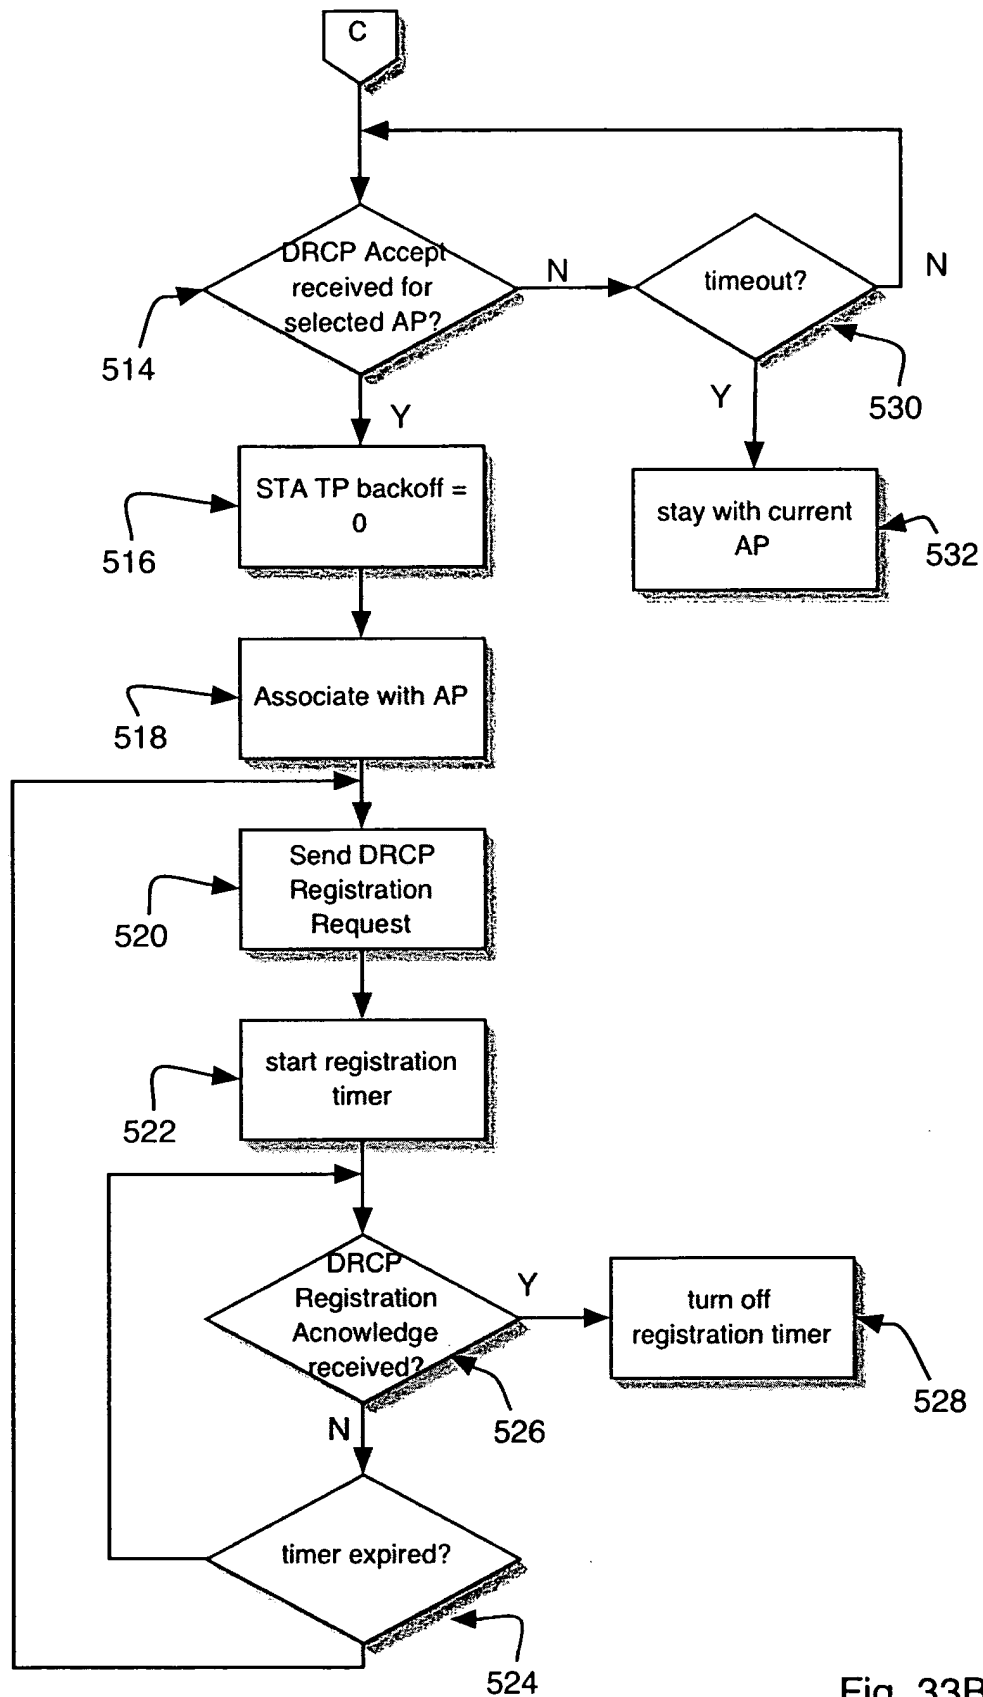 C
DRCP Accept
received for
selected AP?
N
timeout?
N
514
530
Y
Y
STA TP backoff =
0
516
stay with current
AP
532
Associate with AP
518
Send DRCP
Registration
Request
520
start registration
timer
522
DRCP
Registration
Acnowledge
received?
Y
turn off
registration timer
526
528
N
timer expired?
524
Fig. 33B